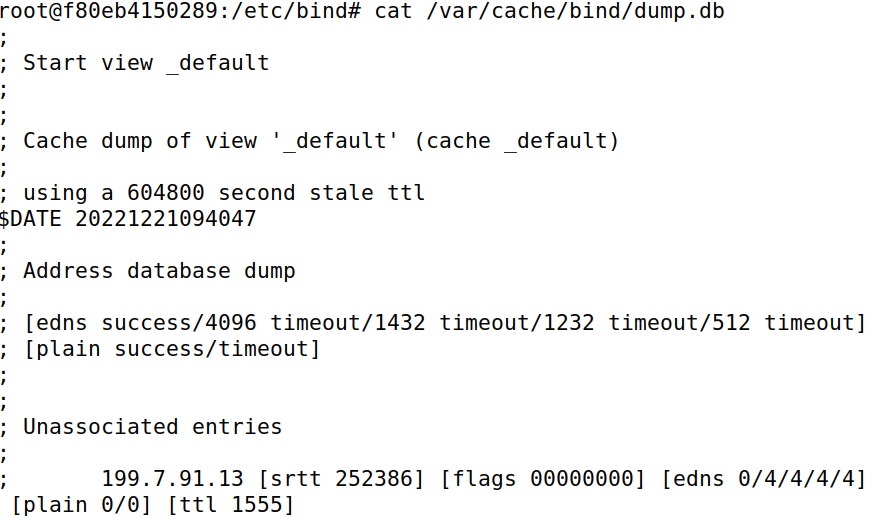 root@f80eb4150289:/etc/bind# cat /var/cache/bind/dump.db
;
; Start view _default
;
;
; Cache dump of view '_default' (cache _default)
;
; using a 604800 second stale ttl
$DATE 20221221094047
;
; Address database dump
;
; [edns success/4096 timeout/1432 timeout/1232 timeout/512 timeout]
; [plain success/timeout]
;
;
; Unassociated entries
;
;       199.7.91.13 [srtt 252386] [flags 00000000] [edns 0/4/4/4/4]
 [plain 0/0] [ttl 1555]